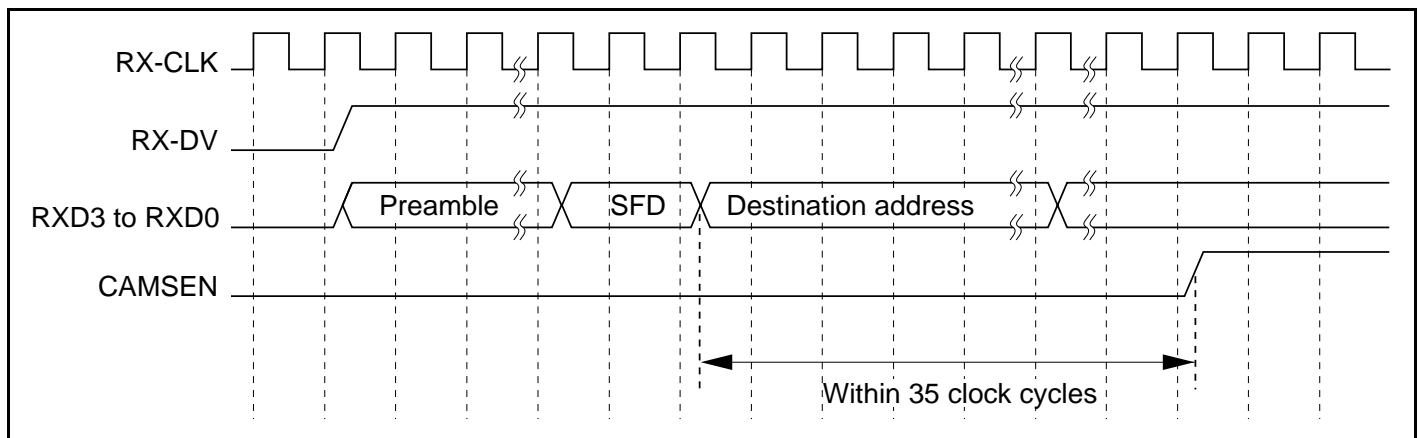 RX-CLK
RX-DV
RXD3 to RXD0
Preamble
SFD
Destination address
CAMSEN
Within 35 clock cycles